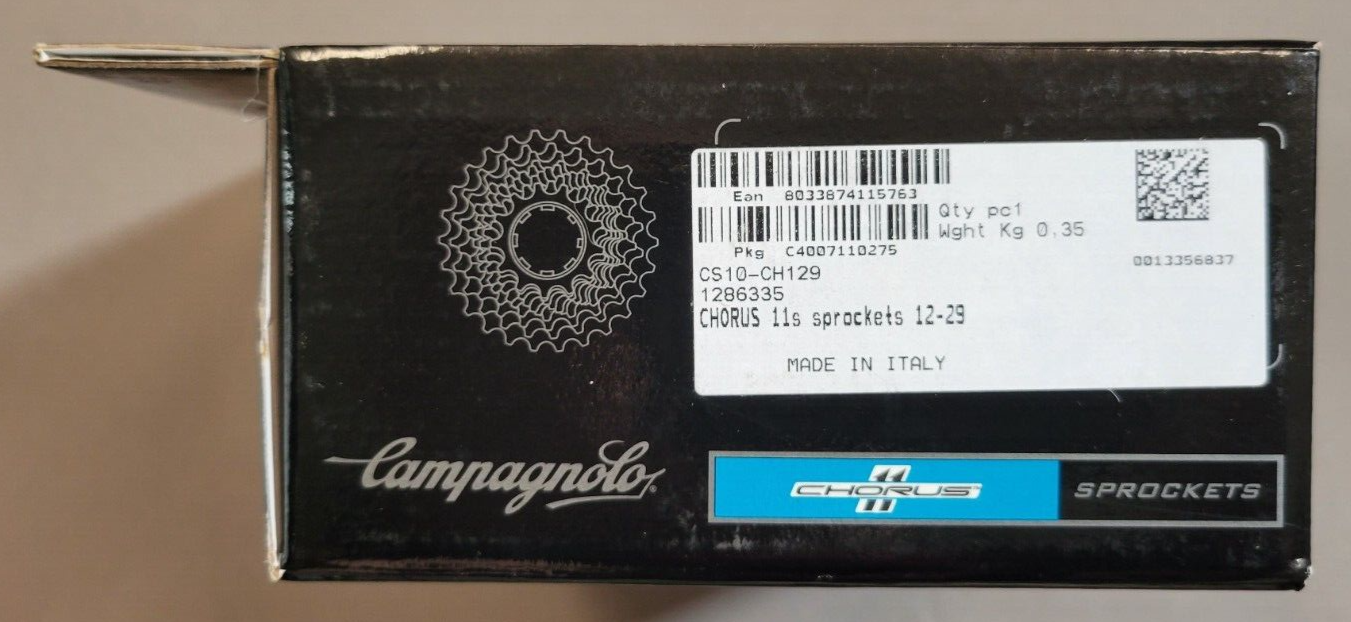 Ean 8033874115763
Qty pc1
Wght Kg 0,35
Pkg C4007110275
0013356837
CS10-CH129
1286335
CHORUS 11s sprockets 12-29
MADE IN ITALY
Campagnolo
11
CHORUS
SPROCKETS